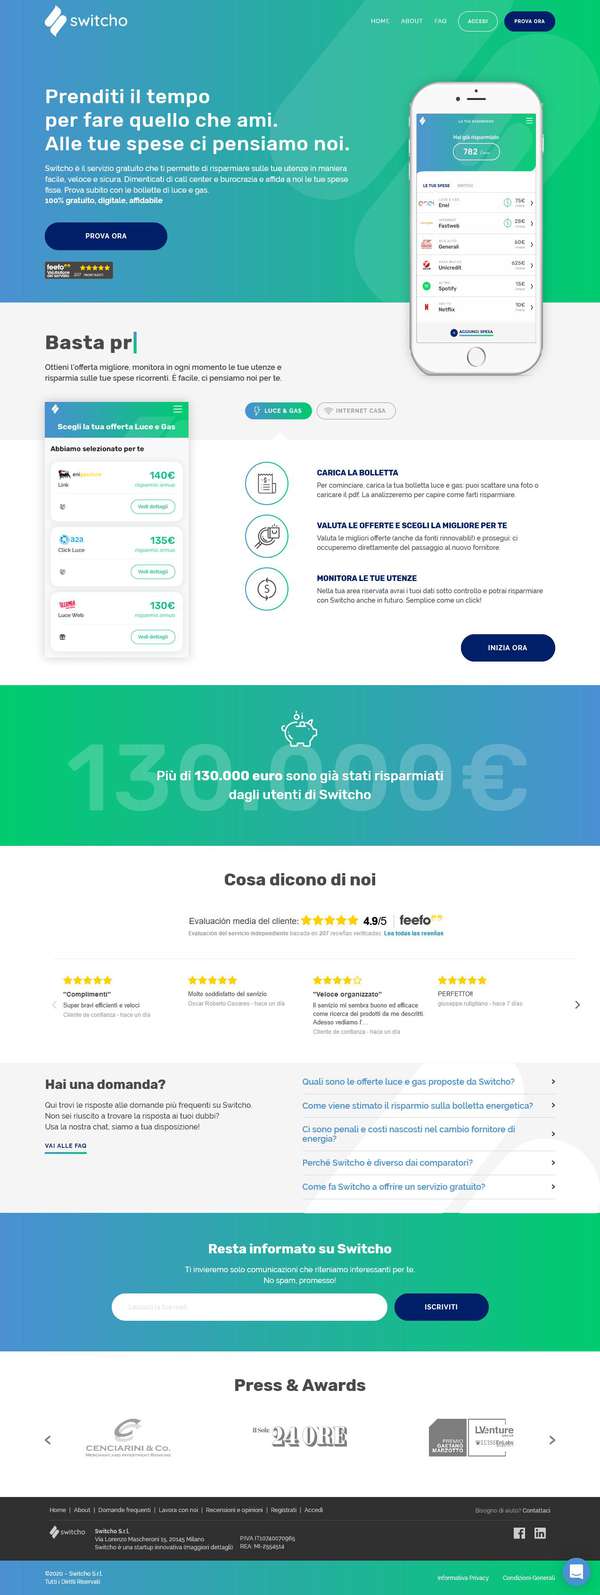 switcho
HOME ABOUT FAQ ACCEDI PROVA ORA
Prenditi il tempo
per fare quello che ami.
Alle tue spese ci pensiamo noi.
Switcho è il servizio gratuito che ti permette di risparmiare sulle tue utenze in maniera
facile, veloce e sicura. Dimenticati di call center e burocrazia e affida a noi le tue spese
fisse. Prova subito con le bollette di luce e gas.
100% gratuito, digitale, affidabile
PROVA ORA
feefo
Hai già risparmiato
782
LE TUE SPESE
Enel 75€
Fastweb 28€
Generali 60€
Unicredit 625€
Spotify 15€
Netflix 10€
AGGIUNGI SPESA
Basta pr
Ottieni l'offerta migliore, monitora in ogni momento le tue utenze e
risparmia sulle tue spese ricorrenti. È facile, ci pensiamo noi per te.
LUCE & GAS INTERNET CASA
Scegli la tua offerta Luce e Gas
Abbiamo selezionato per te
140€
Link risparmio annuo
Vedi dettagli
aza 135€
Click Luce risparmio annuo
Vedi dettagli
130€
Luce Web risparmio annuo
Vedi dettagli
CARICA LA BOLLETTA
Per cominciare, carica la tua bolletta luce e gas: puoi scattare una foto o
caricare il pdf. La analizzeremo per capire come farti risparmiare.
VALUTA LE OFFERTE E SCEGLI LA MIGLIORE PER TE
Valuta le migliori offerte (anche da fonti rinnovabili!) e prosegui: ci
occuperemo direttamente del passaggio al nuovo fornitore.
MONITORA LE TUE UTENZE
Nella tua area riservata avrai i tuoi dati sotto controllo e potrai risparmiare
con Switcho anche in futuro. Semplice come un click!
INIZIA ORA
130.000€
Più di 130.000 euro sono già stati risparmiati
dagli utenti di Switcho
Cosa dicono di noi
Evaluación media del cliente: 4.9/5 feefo
Evaluación del servicio independiente basada en 207 reseñas verificadas. Lea todas las reseñas
"Complimenti"
Super bravi efficienti e veloci
Cliente de confianza - hace un día
Molto soddisfatto del servizio
Oscar Roberto Casares - hace un día
"Veloce organizzato"
Il servizio mi sembra buono ed efficace
come ricerca dei prodotti da me descritti.
Adesso vediamo l'...
Cliente de confianza - hace un día
PERFETTO!!
giuseppe rutigliano - hace 7 días
Hai una domanda?
Qui trovi le risposte alle domande più frequenti su Switcho.
Non sei riuscito a trovare la risposta ai tuoi dubbi?
Usa la nostra chat, siamo a tua disposizione!
VAI ALLE FAQ
Quali sono le offerte luce e gas proposte da Switcho?
Come viene stimato il risparmio sulla bolletta energetica?
Ci sono penali e costi nascosti nel cambio fornitore di
energia?
Perché Switcho è diverso dai comparatori?
Come fa Switcho a offrire un servizio gratuito?
Resta informato su Switcho
Ti invieremo solo comunicazioni che riteniamo interessanti per te.
No spam, promesso!
ISCRIVITI
Press & Awards
CENCIARINI & Co.
MERCHANT AND INVESTMENT BANKING
Il Sole 24 ORE
PREMIO
GAETANO
MARZOTTO
LVenture
GROUP
LUISS ENLABS
Home | About | Domande frequenti | Lavora con noi | Recensioni e opinioni | Registrati | Accedi
Bisogno di aiuto? Contattaci
switcho
Switcho S.r.l.
Via Lorenzo Mascheroni 15, 20145 Milano
Switcho è una startup innovativa (maggiori dettagli)
P.IVA IT10740070965
REA: MI-2554514
©2020 – Switcho S.r.l.
Tutti i Diritti Riservati
Informativa Privacy Condizioni Generali